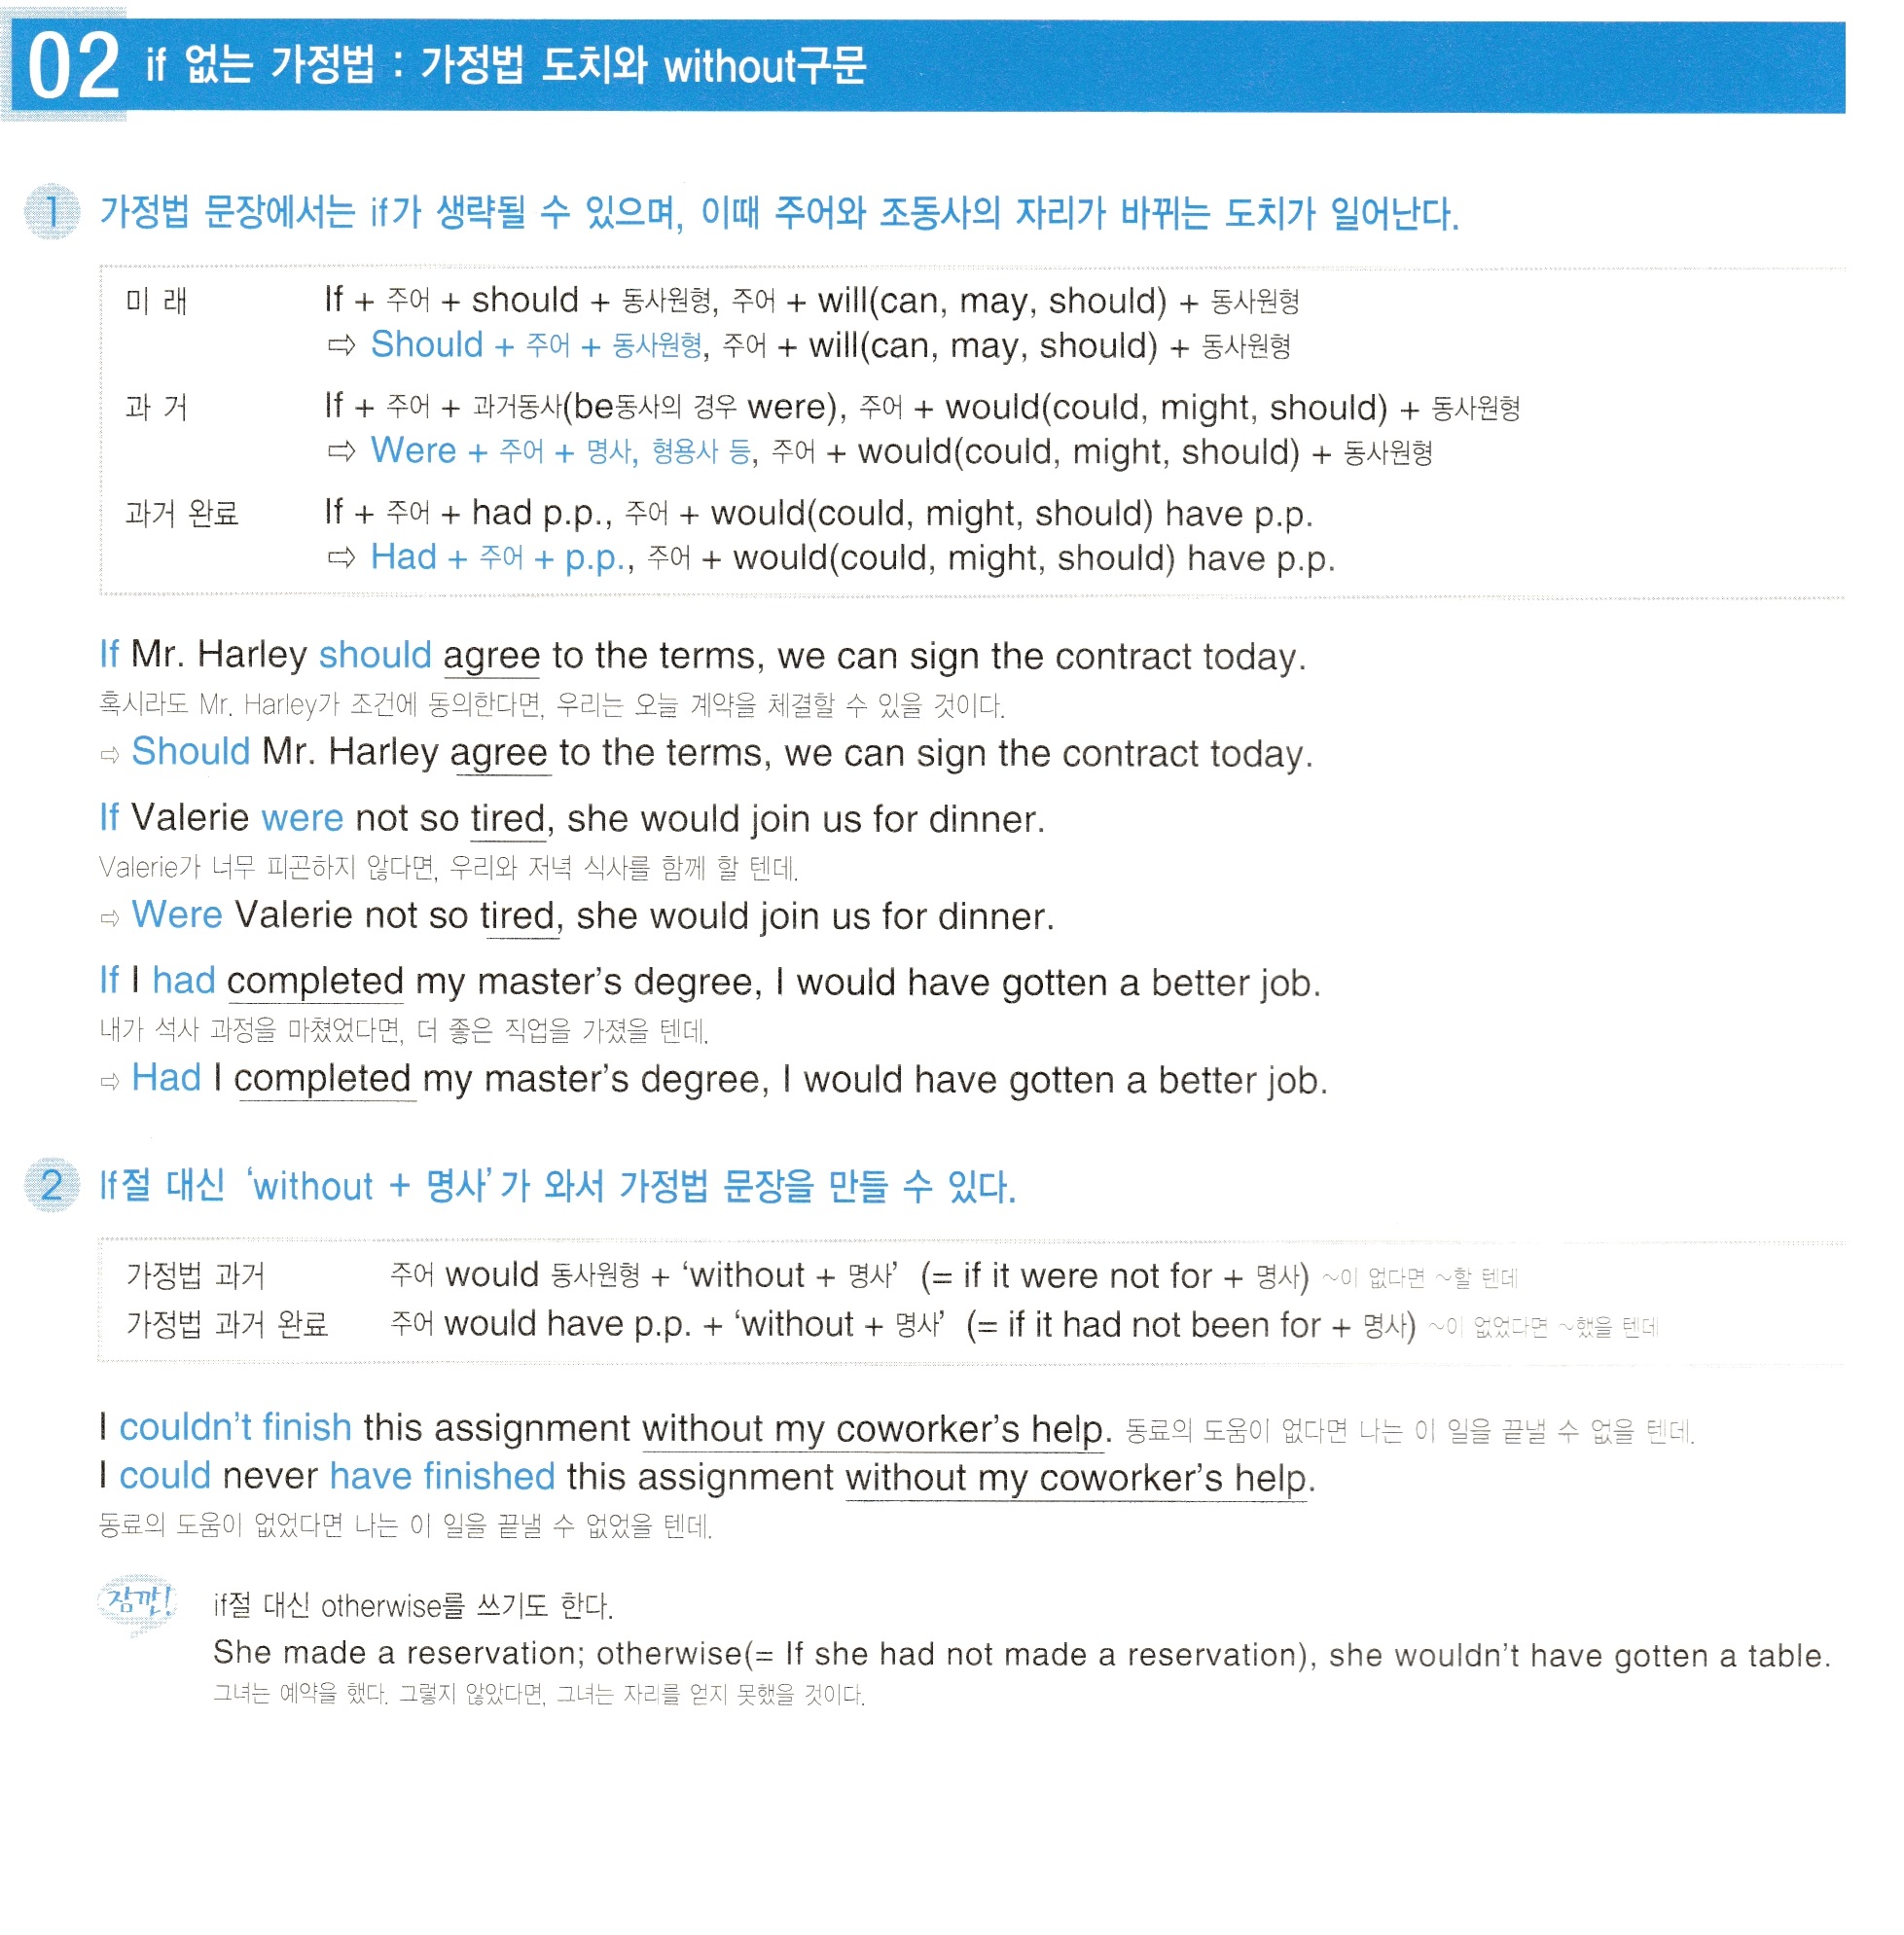 02 if 없는 가정법 : 가정법 도치와 without구문
1 가정법 문장에서는 if가 생략될 수 있으며, 이때 주어와 조동사의 자리가 바뀌는 도치가 일어난다.
미 래 If + 주어 + should + 동사원형, 주어 + will(can, may, should) + 동사원형
⇨ Should + 주어 + 동사원형, 주어 + will(can, may, should) + 동사원형
과 거 If + 주어 + 과거동사(be동사의 경우 were), 주어 + would(could, might, should) + 동사원형
⇨ Were + 주어 + 명사, 형용사 등, 주어 + would(could, might, should) + 동사원형
과거 완료 If + 주어 + had p.p., 주어 + would(could, might, should) have p.p.
⇨ Had + 주어 + p.p., 주어 + would(could, might, should) have p.p.
If Mr. Harley should agree to the terms, we can sign the contract today.
혹시라도 Mr. Harley가 조건에 동의한다면, 우리는 오늘 계약을 체결할 수 있을 것이다.
⇨ Should Mr. Harley agree to the terms, we can sign the contract today.
If Valerie were not so tired, she would join us for dinner.
Valerie가 너무 피곤하지 않다면, 우리와 저녁 식사를 함께 할 텐데.
⇨ Were Valerie not so tired, she would join us for dinner.
If I had completed my master's degree, I would have gotten a better job.
내가 석사 과정을 마쳤었다면, 더 좋은 직업을 가졌을 텐데.
⇨ Had I completed my master's degree, I would have gotten a better job.
2 If절 대신 ‘without + 명사’가 와서 가정법 문장을 만들 수 있다.
가정법 과거 주어 would 동사원형 + ‘without + 명사’ (= if it were not for + 명사) ~이 없다면 ~할 텐데
가정법 과거 완료 주어 would have p.p. + ‘without + 명사’ (= if it had not been for + 명사) ~이 없었다면 ~했을 텐데
I couldn't finish this assignment without my coworker's help. 동료의 도움이 없다면 나는 이 일을 끝낼 수 없을 텐데.
I could never have finished this assignment without my coworker's help.
동료의 도움이 없었다면 나는 이 일을 끝낼 수 없었을 텐데.
잠깐! if절 대신 otherwise를 쓰기도 한다.
She made a reservation; otherwise(= If she had not made a reservation), she wouldn't have gotten a table.
그녀는 예약을 했다. 그렇지 않았다면, 그녀는 자리를 얻지 못했을 것이다.